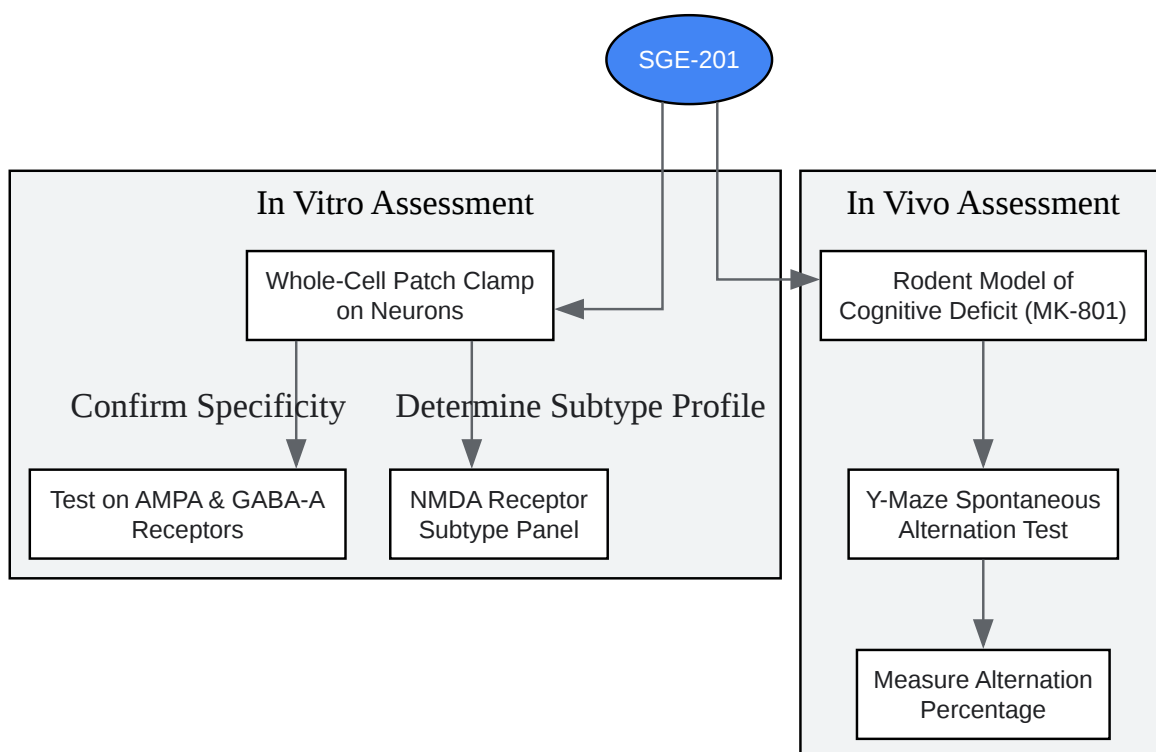 SGE-201
In Vitro Assessment
Whole-Cell Patch Clamp
on Neurons
Confirm Specificity
Determine Subtype Profile
Test on AMPA & GABA-A
Receptors
NMDA Receptor
Subtype Panel
In Vivo Assessment
Rodent Model of
Cognitive Deficit (MK-801)
Y-Maze Spontaneous
Alternation Test
Measure Alternation
Percentage